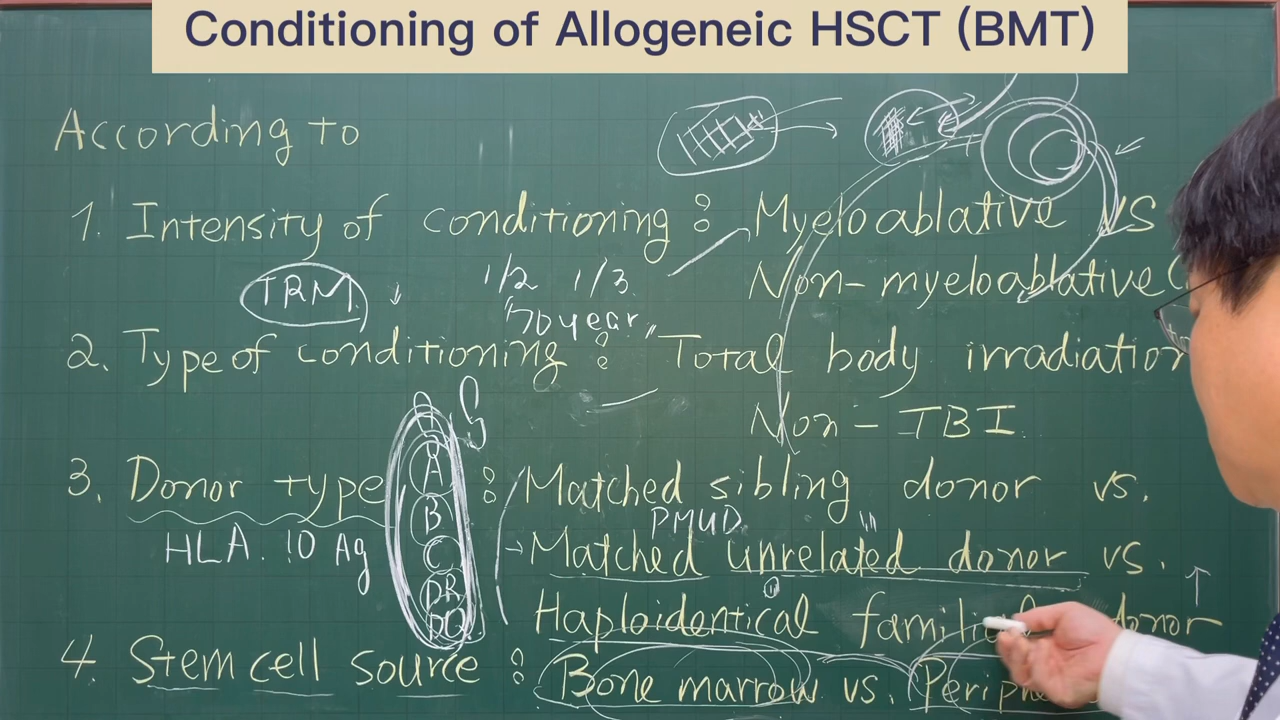 Conditioning of Allogeneic HSCT (BMT)
According to
1. Intensity of conditioning : Myeloablative VS
Non-myeloablative (
TRM ↓ 1/2 1/3
"70 year"
2. Type of conditioning : Total body irradiation
Non - TBI
3. Donor type : Matched sibling donor vs.
PMUD
→ Matched unrelated donor vs.
HLA. 10 Ag
A
B
C
DR
DQ
Haploidentical familial donor ↑
4. Stem cell source : Bone marrow vs.